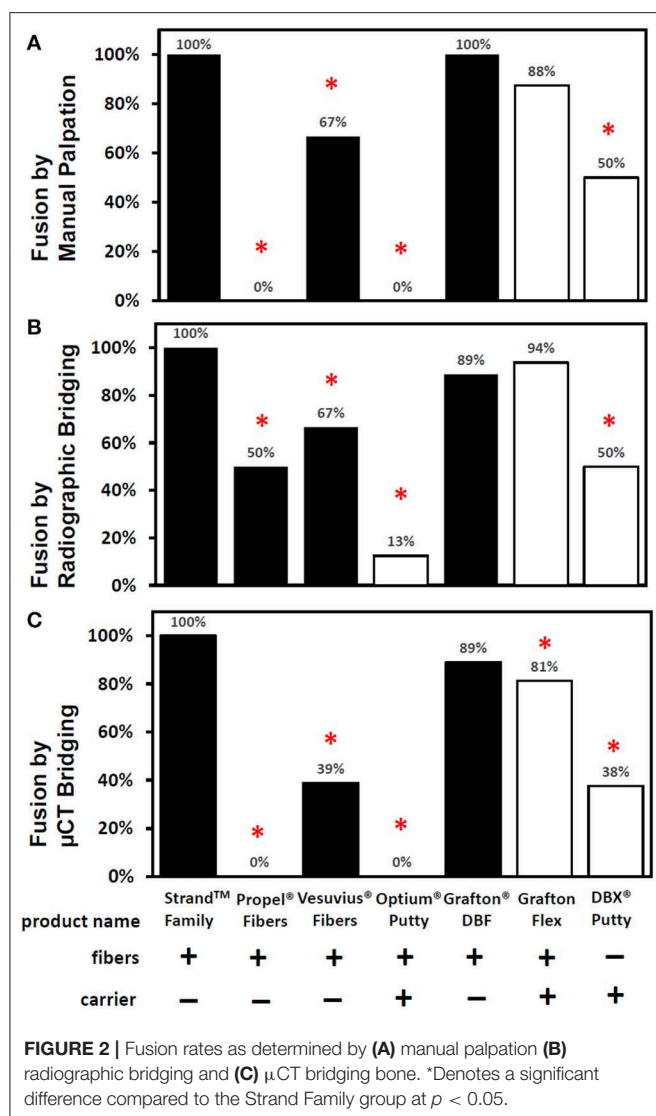 A
100%
80%
60%
40%
20%
0%
Fusion by
Manual Palpation
100%
*
0%
*
67%
*
0%
100%
88%
*
50%
B
100%
80%
60%
40%
20%
0%
Fusion by
Radiographic Bridging
100%
*
50%
*
67%
*
13%
89%
94%
*
50%
C
100%
80%
60%
40%
20%
0%
Fusion by
µCT Bridging
100%
*
0%
*
39%
*
0%
89%
*
81%
*
38%
product name
Strand™ Family
Propel® Fibers
Vesuvius® Fibers
Optium® Putty
Grafton® DBF
Grafton Flex
DBX® Putty
fibers + + + + + + −
carrier − − − + − + +
FIGURE 2 | Fusion rates as determined by (A) manual palpation (B)
radiographic bridging and (C) µCT bridging bone. *Denotes a significant
difference compared to the Strand Family group at p < 0.05.